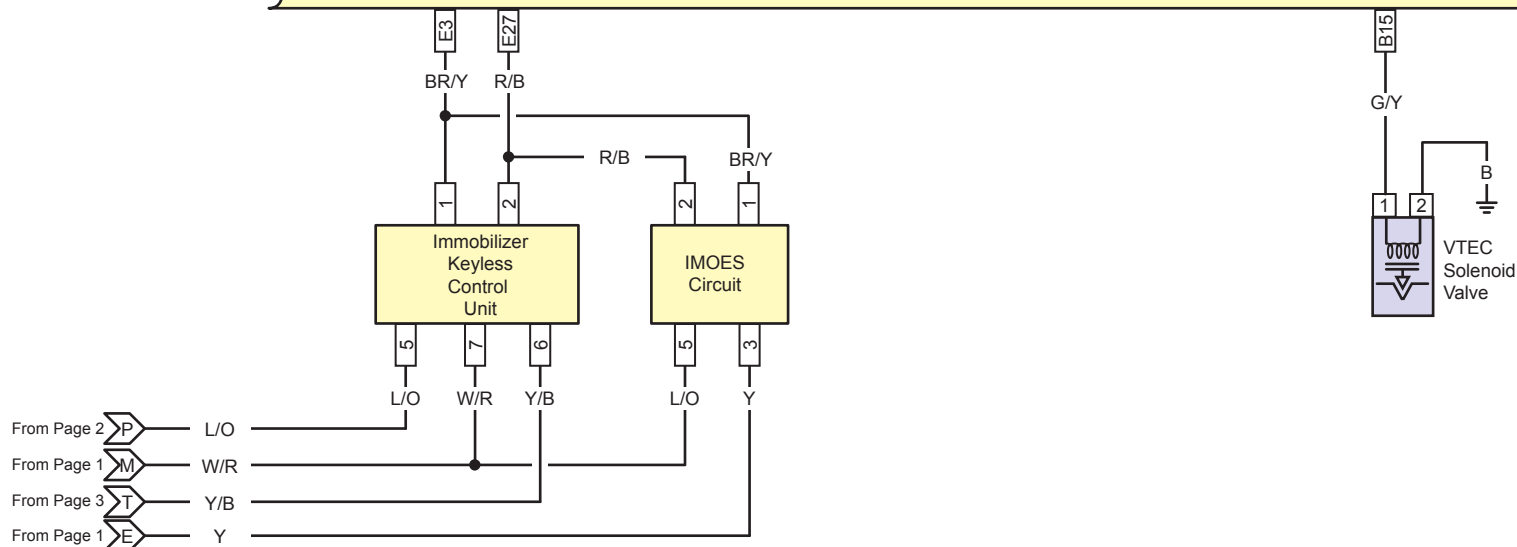 E3 E27 B15
BR/Y R/B
G/Y
R/B BR/Y
B
1 2 2 1 1 2
Immobilizer
Keyless
Control
Unit
IMOES
Circuit
VTEC
Solenoid
Valve
5 7 6 5 3
L/O W/R Y/B L/O Y
From Page 2 P L/O
From Page 1 M W/R
From Page 3 T Y/B
From Page 1 E Y